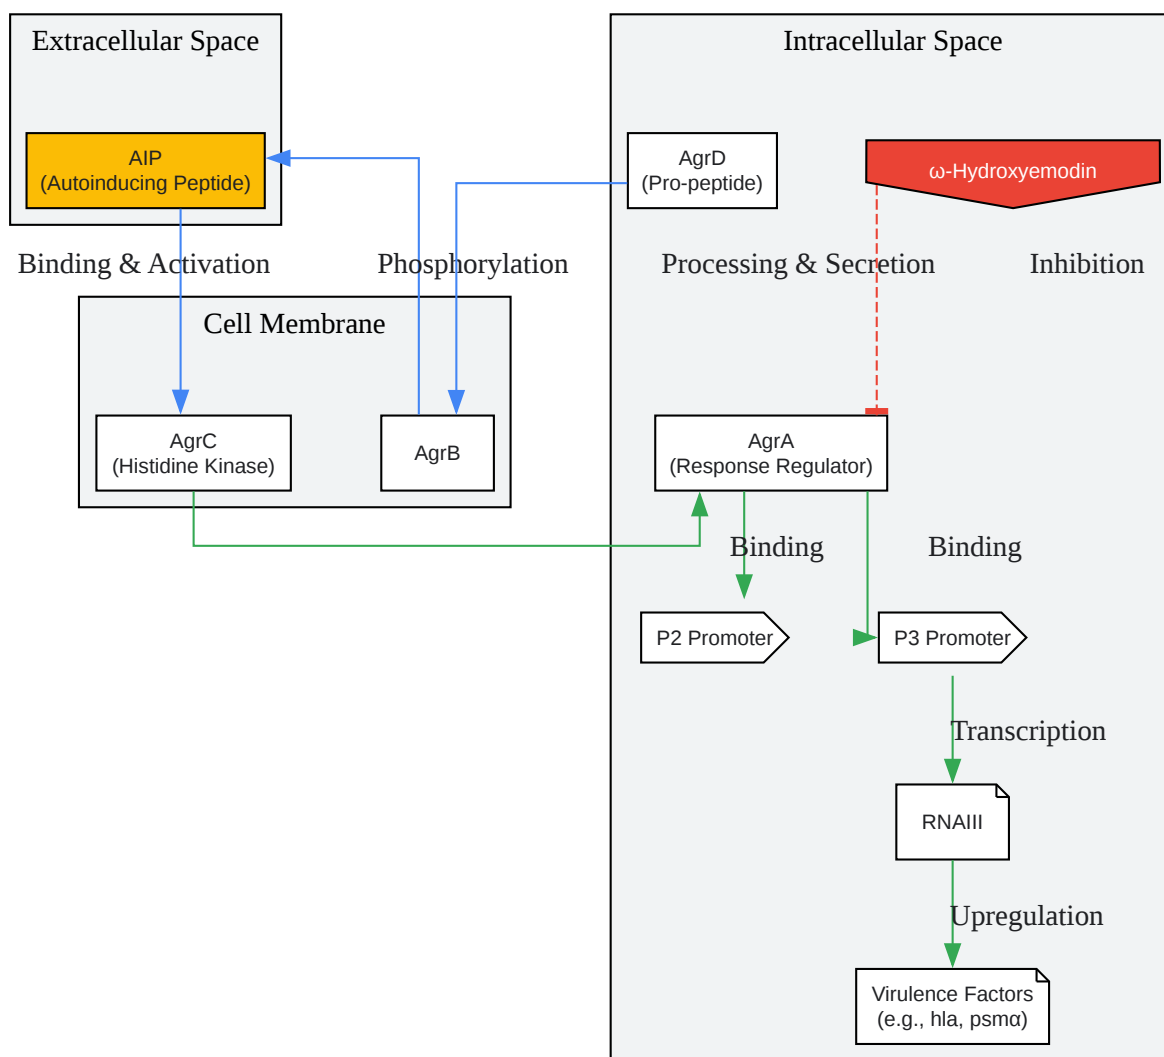 Extracellular Space
Intracellular Space
AIP
(Autoinducing Peptide)
AgrD
(Pro-peptide)
ω-Hydroxyemodin
Binding & Activation
Phosphorylation
Processing & Secretion
Inhibition
Cell Membrane
AgrC
(Histidine Kinase)
AgrB
AgrA
(Response Regulator)
Binding
Binding
P2 Promoter
P3 Promoter
Transcription
RNAIII
Upregulation
Virulence Factors
(e.g., hla, psmα)